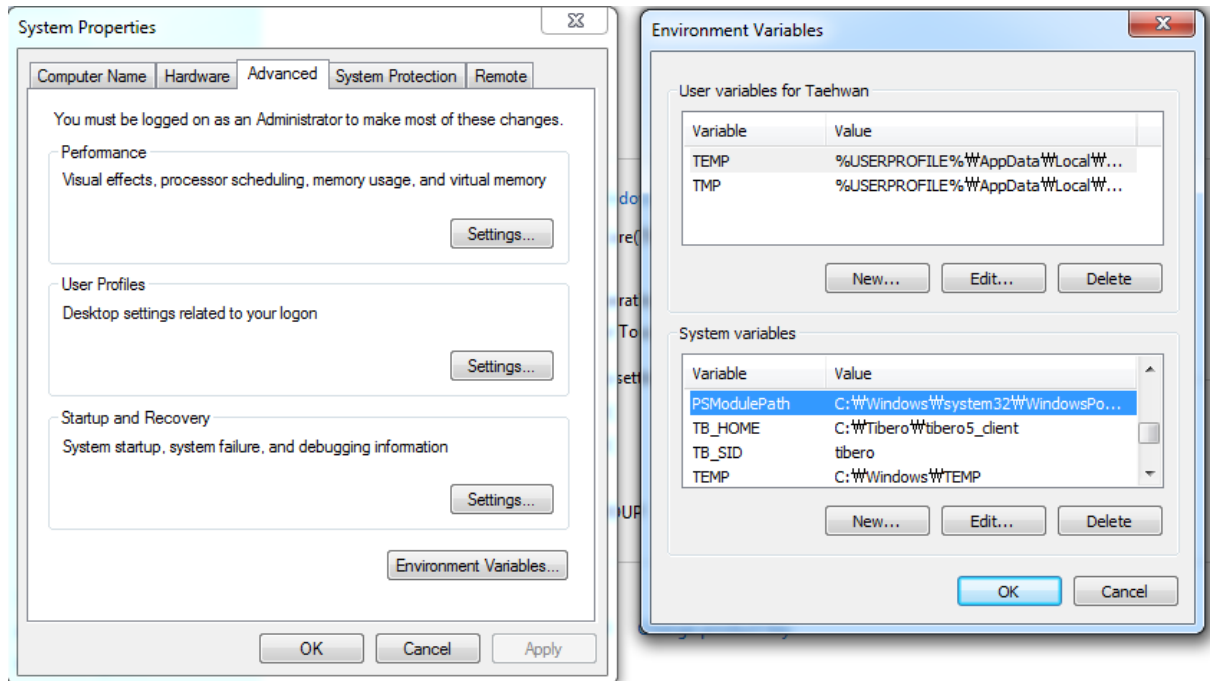 System Properties
Computer Name Hardware Advanced System Protection Remote
You must be logged on as an Administrator to make most of these changes.
Performance
Visual effects, processor scheduling, memory usage, and virtual memory
Settings...
User Profiles
Desktop settings related to your logon
Settings...
Startup and Recovery
System startup, system failure, and debugging information
Settings...
Environment Variables...
OK Cancel Apply
Environment Variables
User variables for Taehwan
Variable Value
TEMP %USERPROFILE%₩AppData₩Local₩...
TMP %USERPROFILE%₩AppData₩Local₩...
New... Edit... Delete
System variables
Variable Value
PSModulePath C:₩Windows₩system32₩WindowsPo...
TB_HOME C:₩Tibero₩tibero5_client
TB_SID tibero
TEMP C:₩Windows₩TEMP
New... Edit... Delete
OK Cancel